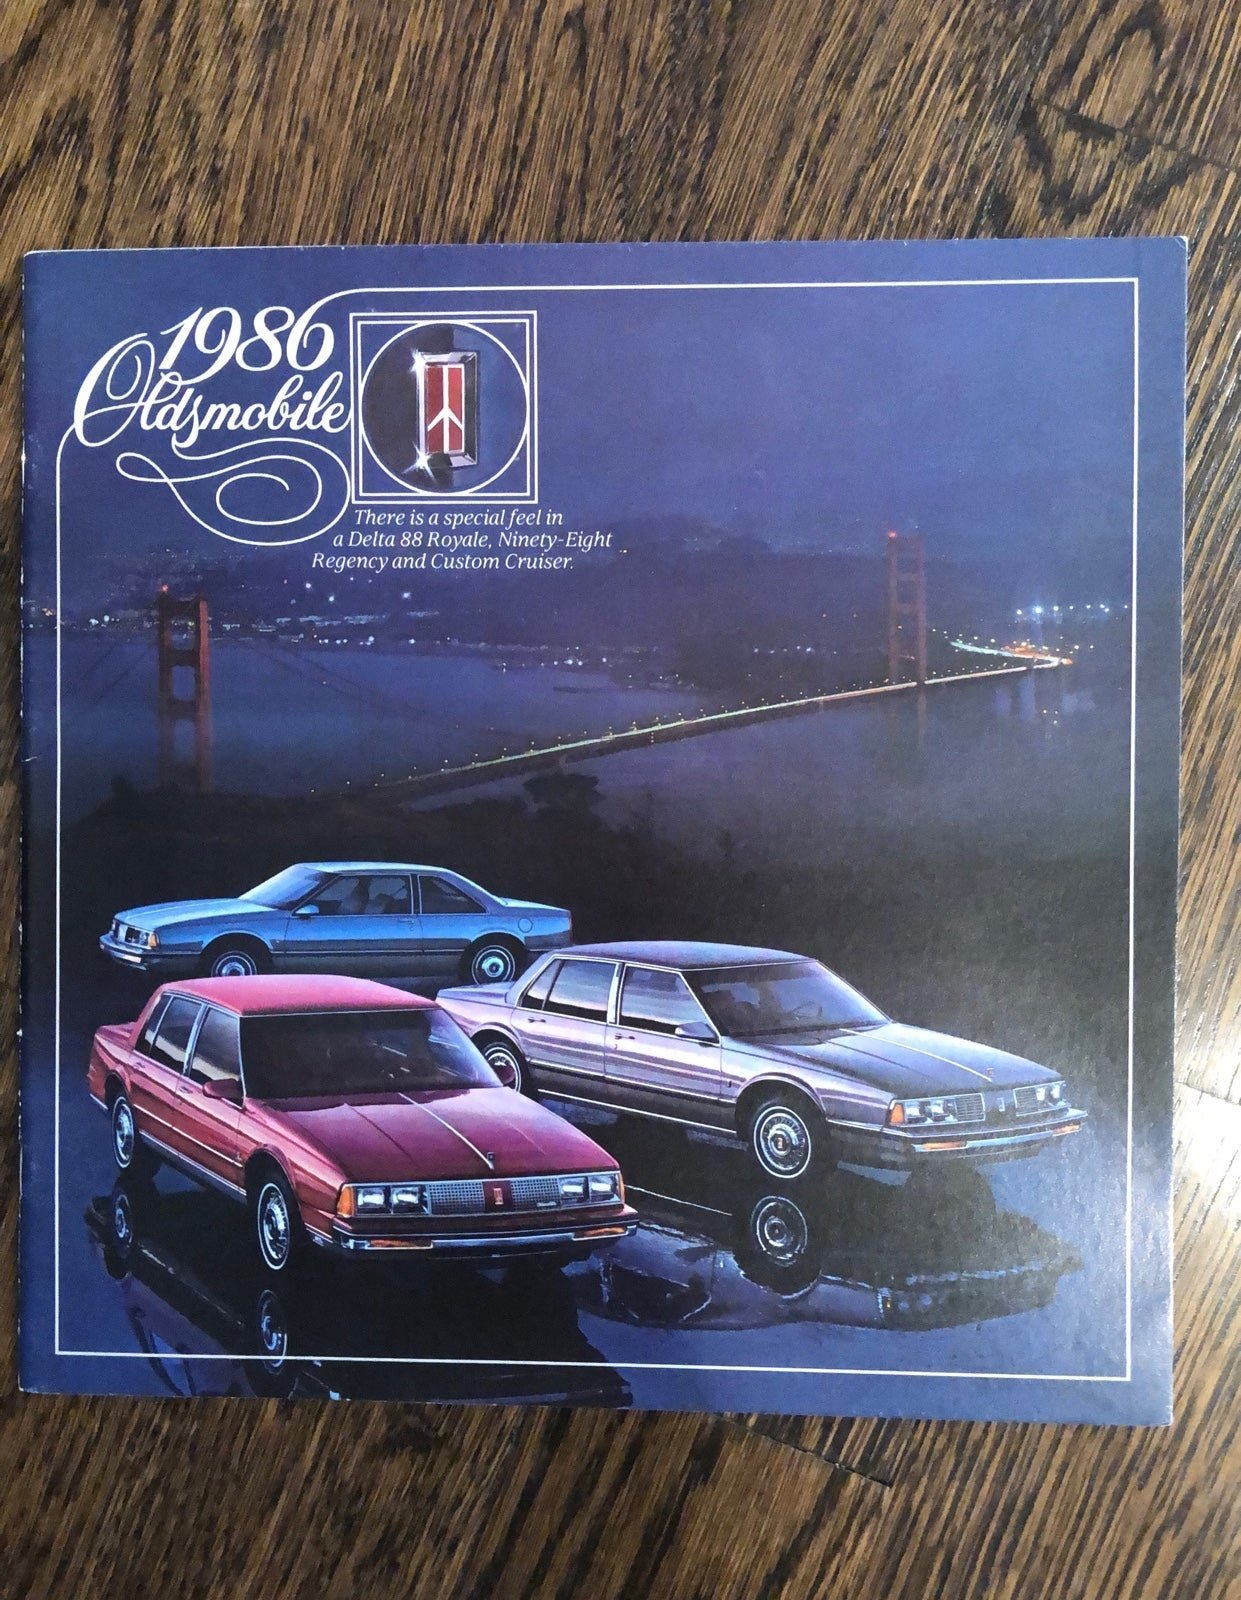 1986
Oldsmobile
There is a special feel in
a Delta 88 Royale, Ninety-Eight
Regency and Custom Cruiser.